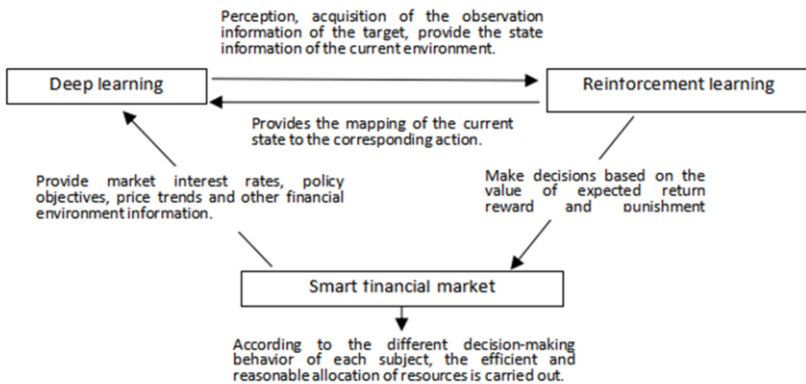 Perception, acquisition of the observation
information of the target, provide the state
information of the current environment.
Deep learning
Reinforcement learning
Provides the mapping of the current
state to the corresponding action.
Provide market interest rates, policy
objectives, price trends and other financial
environment information.
Make decisions based on the
value of expected return
reward and punishment
Smart financial market
According to the different decision-making
behavior of each subject, the efficient and
reasonable allocation of resources is carried out.